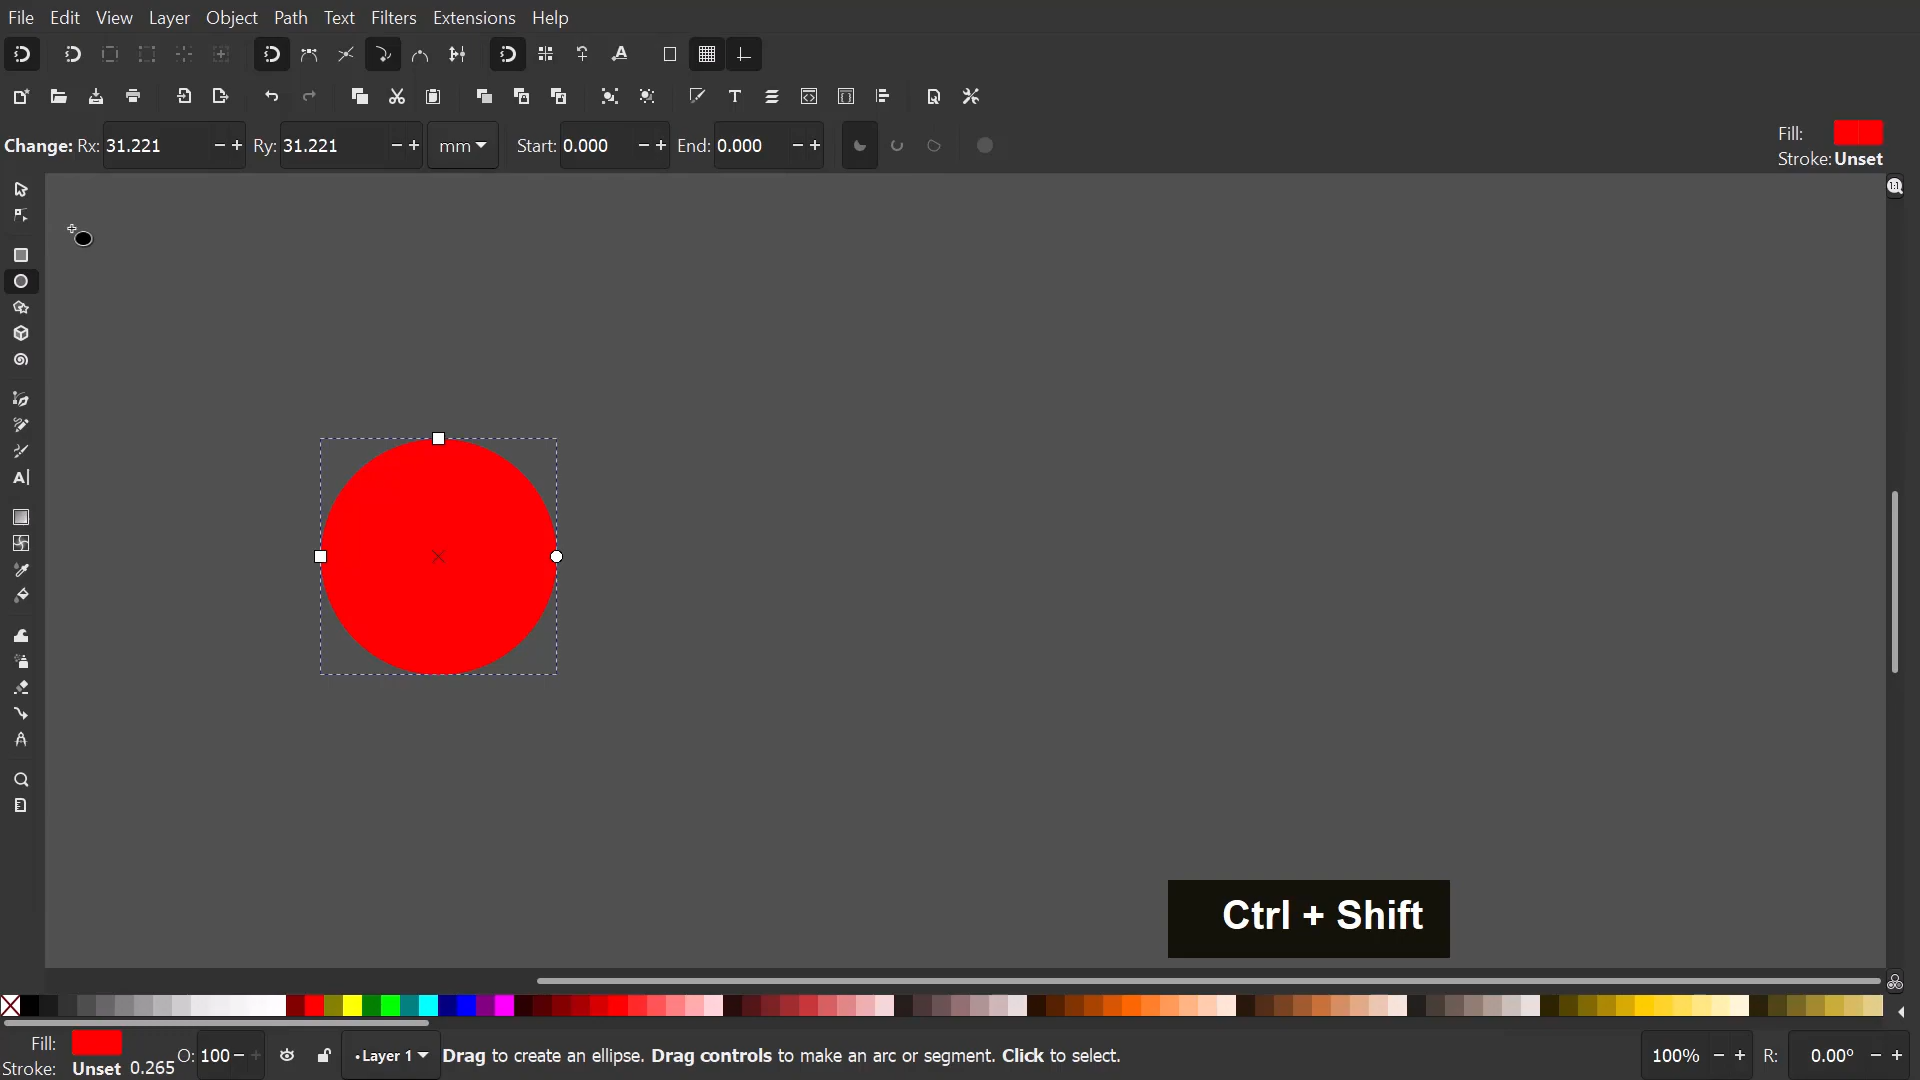 File Edit View Layer Object Path Text Filters Extensions Help
Change: Rx: 31.221 Ry: 31.221 mm Start: 0.000 End: 0.000
Fill:
Stroke: Unset
Ctrl + Shift
Fill:
Stroke: Unset 0.265 O: 100 •Layer 1 Drag to create an ellipse. Drag controls to make an arc or segment. Click to select. 100% R: 0.00°